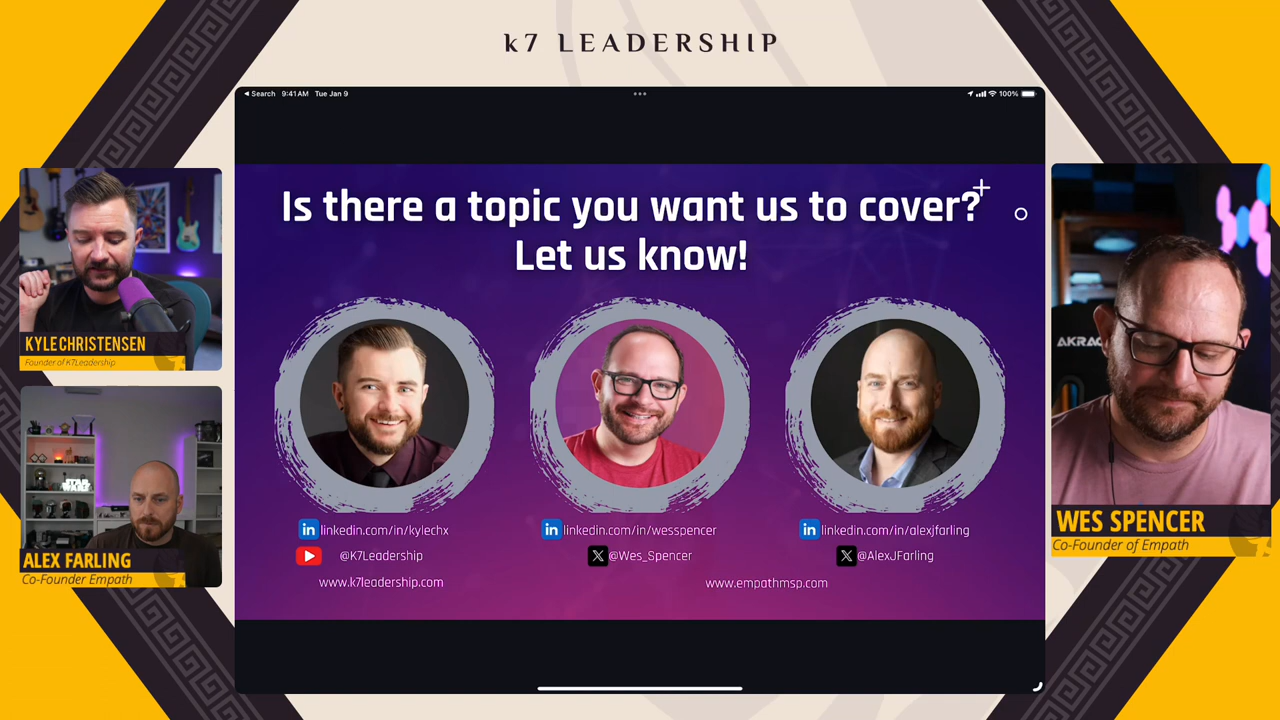 k7 LEADERSHIP
Search 9:41 AM Tue Jan 9
100%
Is there a topic you want us to cover?
Let us know!
linkedin.com/in/kylechx
@K7Leadership
www.k7leadership.com
linkedin.com/in/wesspencer
@Wes_Spencer
linkedin.com/in/alexjfarling
@AlexJFarling
www.empathmsp.com
KYLE CHRISTENSEN
Founder of K7Leadership
STAR
WARS
ALEX FARLING
Co-Founder Empath
AKRAC
WES SPENCER
Co-Founder of Empath